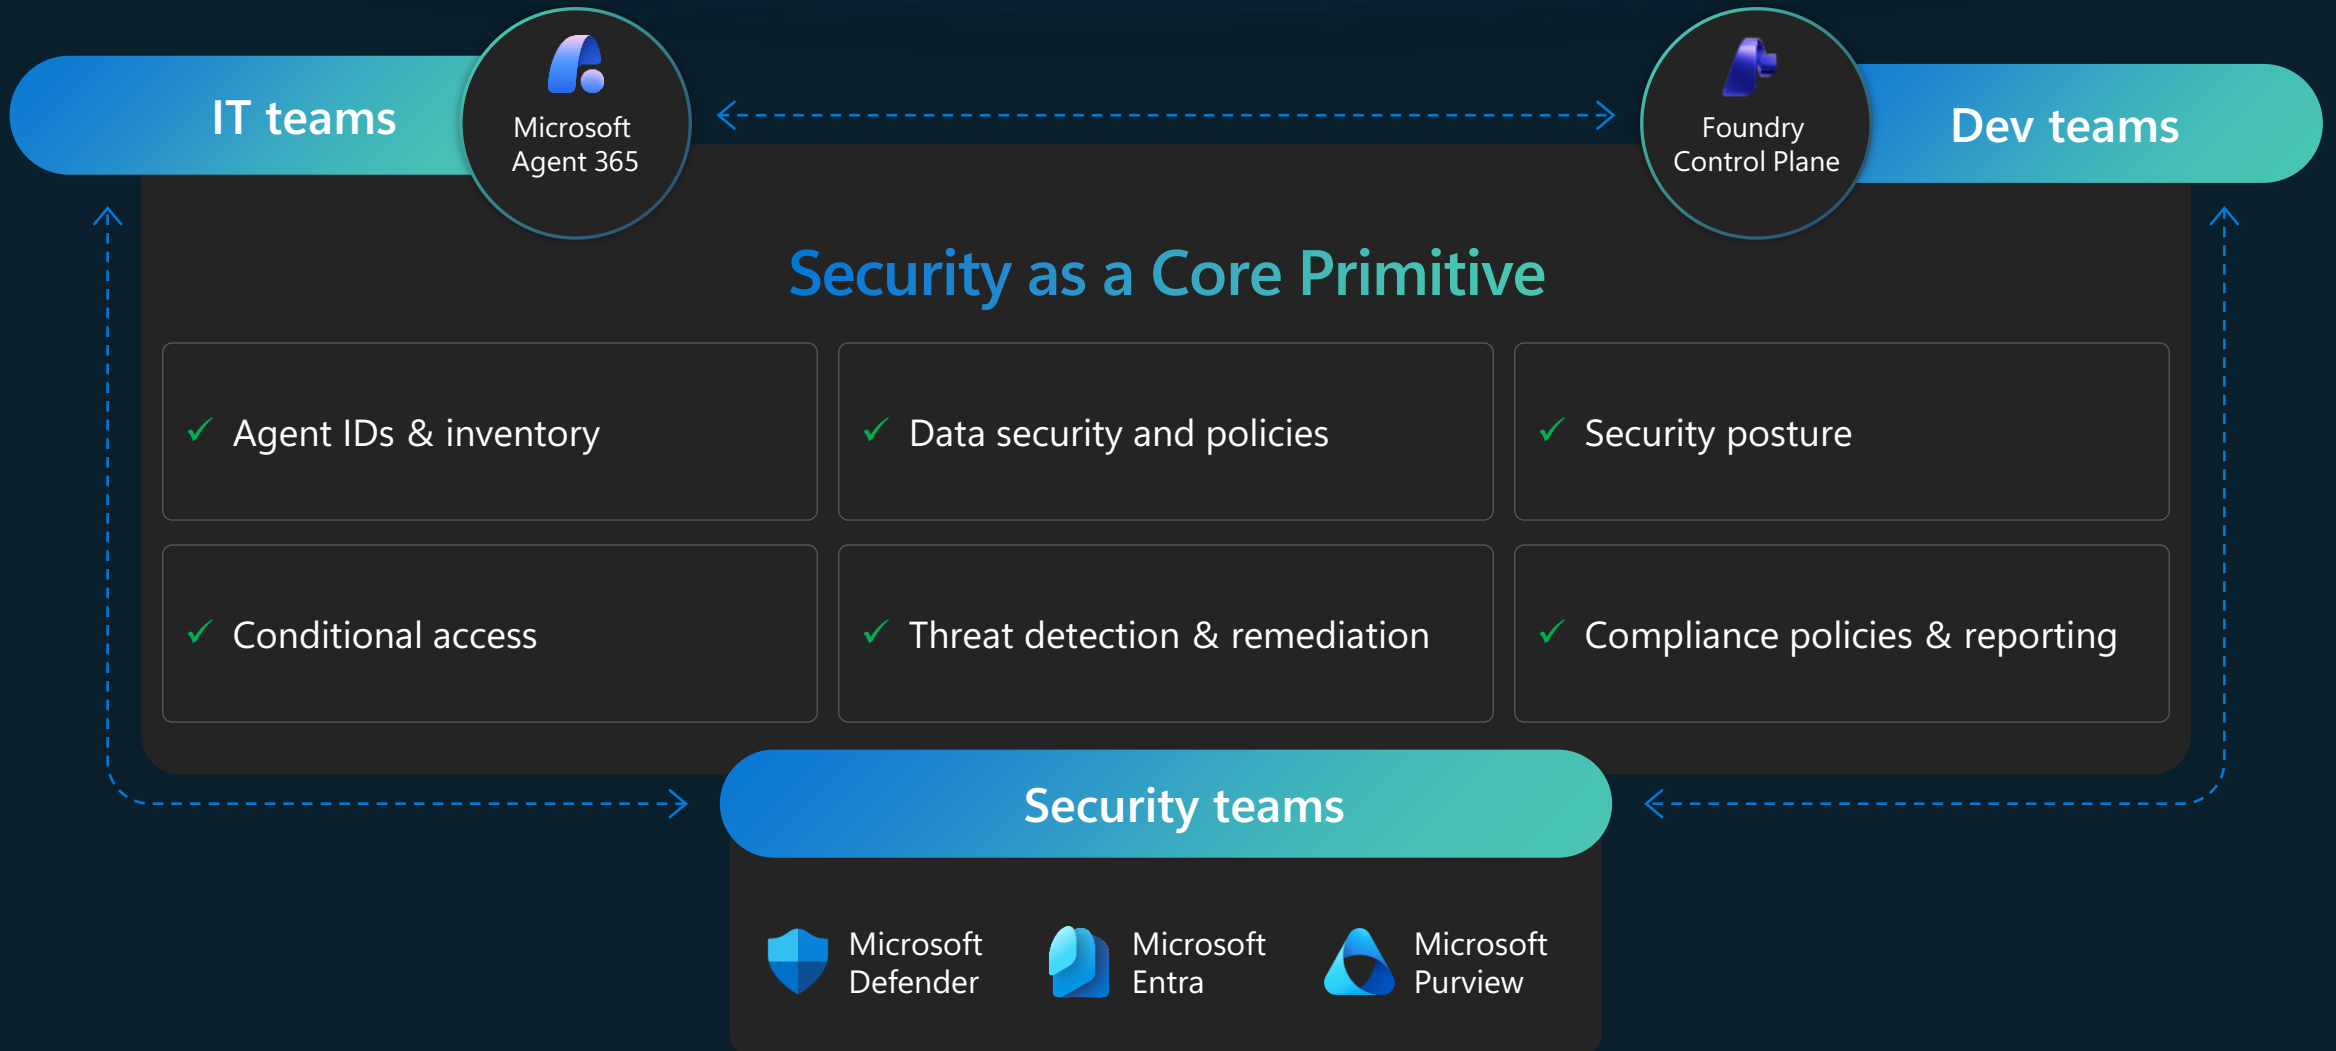 IT teams
Microsoft
Agent 365
Foundry
Control Plane
Dev teams
Security as a Core Primitive
✓ Agent IDs & inventory
✓ Data security and policies
✓ Security posture
✓ Conditional access
✓ Threat detection & remediation
✓ Compliance policies & reporting
Security teams
Microsoft
Defender
Microsoft
Entra
Microsoft
Purview